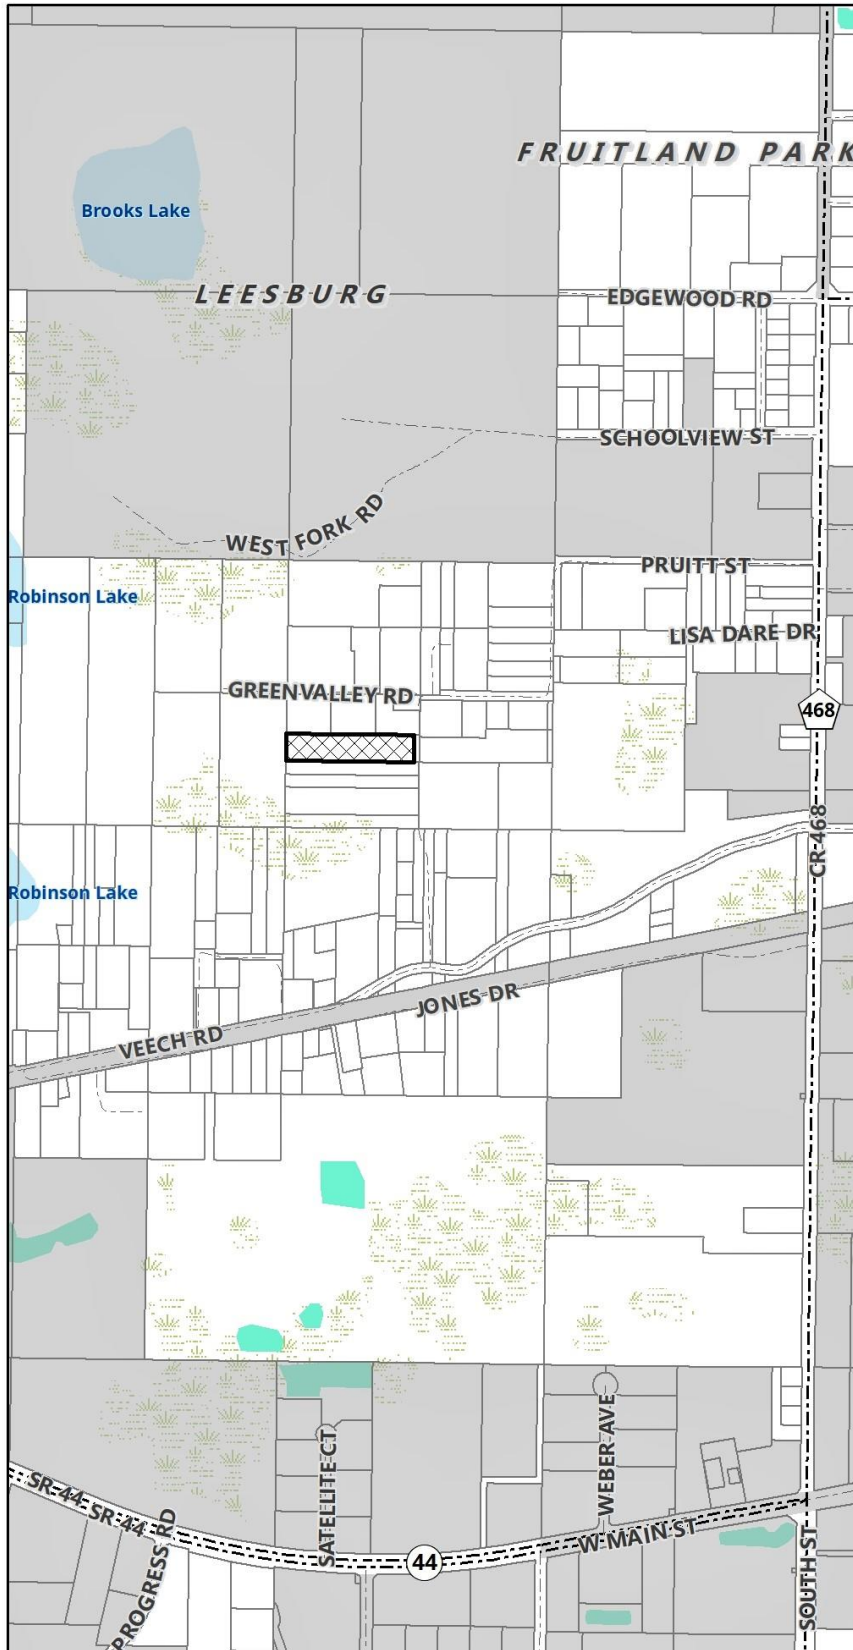 FRUITLAND PARK
Brooks Lake
LEESBURG
EDGEWOOD RD
SCHOOLVIEW ST
WEST FORK RD
PRUITT ST
Robinson Lake
LISA DARE DR
GREENVALLEY RD
468
CR 468
Robinson Lake
JONES DR
VEECH RD
SR 44
SR 44
PROGRESS RD
SATELLITE CT
44
WEBER AVE
W MAIN ST
SOUTH ST